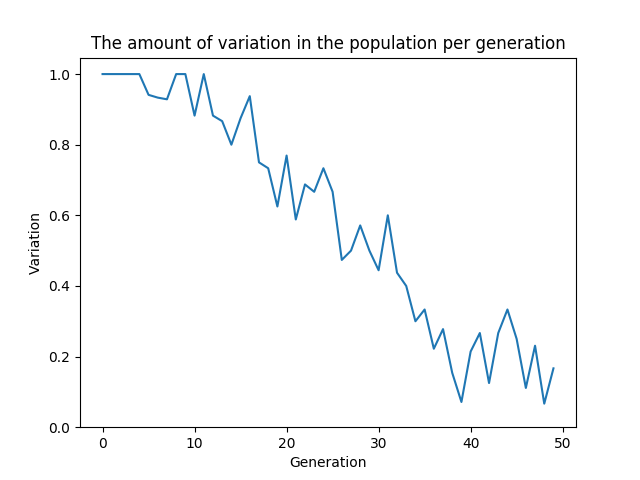 The amount of variation in the population per generation
1.0
0.8
0.6
0.4
0.2
0.0
Variation
0 10 20 30 40 50
Generation